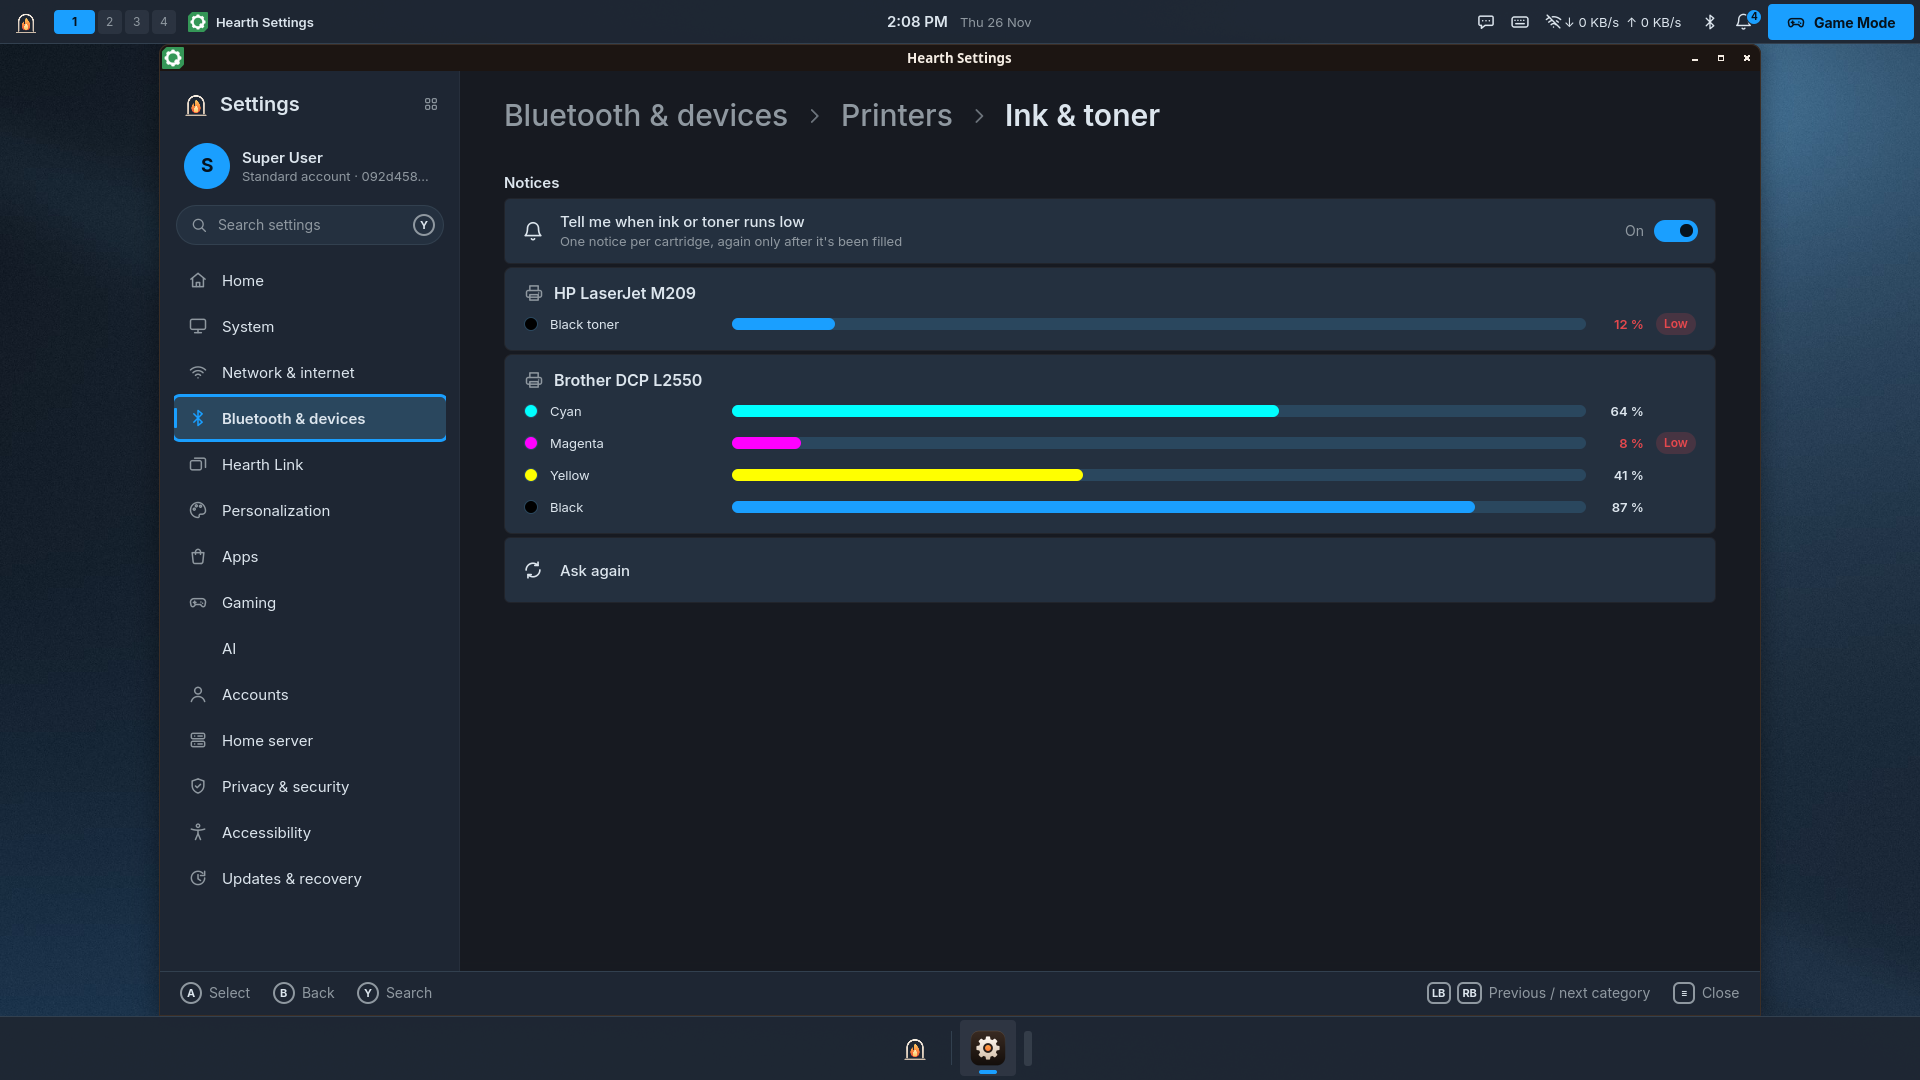 1 2 3 4 Hearth Settings 2:08 PM Thu 26 Nov ↓ 0 KB/s ↑ 0 KB/s 4 Game Mode
Hearth Settings
Settings
S Super User
Standard account · 092d458...
Search settings Y
Home
System
Network & internet
Bluetooth & devices
Hearth Link
Personalization
Apps
Gaming
AI
Accounts
Home server
Privacy & security
Accessibility
Updates & recovery
Bluetooth & devices > Printers > Ink & toner
Notices
Tell me when ink or toner runs low
One notice per cartridge, again only after it's been filled
On
HP LaserJet M209
Black toner 12 % Low
Brother DCP L2550
Cyan 64 %
Magenta 8 % Low
Yellow 41 %
Black 87 %
Ask again
A Select B Back Y Search LB RB Previous / next category ≡ Close